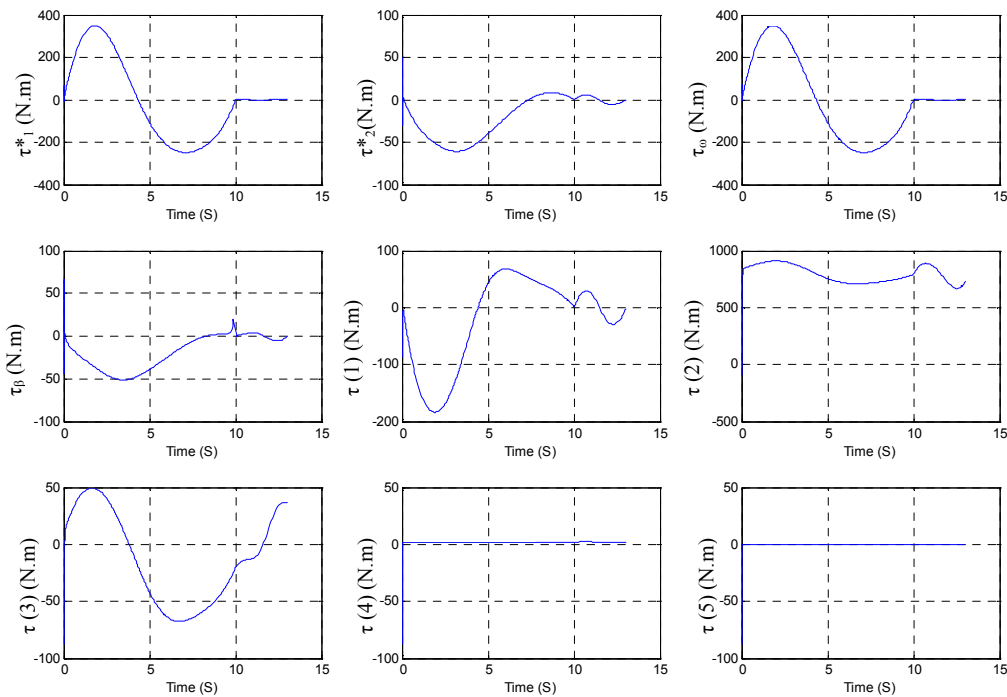 400
200
0
-200
-400
τ*₁ (N.m)
0 5 10 15
Time (S)
100
50
0
-50
-100
τ*₂(N.m)
0 5 10 15
Time (S)
400
200
0
-200
-400
τω (N.m)
0 5 10 15
Time (S)
100
50
0
-50
-100
τβ (N.m)
0 5 10 15
Time (S)
100
0
-100
-200
τ (1) (N.m)
0 5 10 15
Time (S)
1000
500
0
-500
τ (2) (N.m)
0 5 10 15
Time (S)
50
0
-50
-100
τ (3) (N.m)
0 5 10 15
Time (S)
50
0
-50
-100
τ (4) (N.m)
0 5 10 15
Time (S)
50
0
-50
-100
τ (5) (N.m)
0 5 10 15
Time (S)